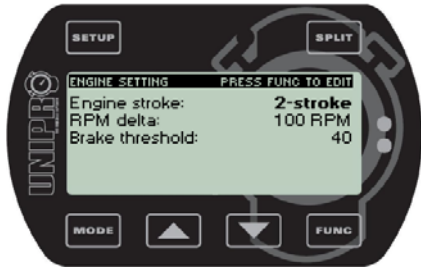 SETUP
SPLIT
ENGINE SETTING PRESS FUNC TO EDIT
Engine stroke: 2-stroke
RPM delta: 100 RPM
Brake threshold: 40
UNIPRO
MODE
FUNC